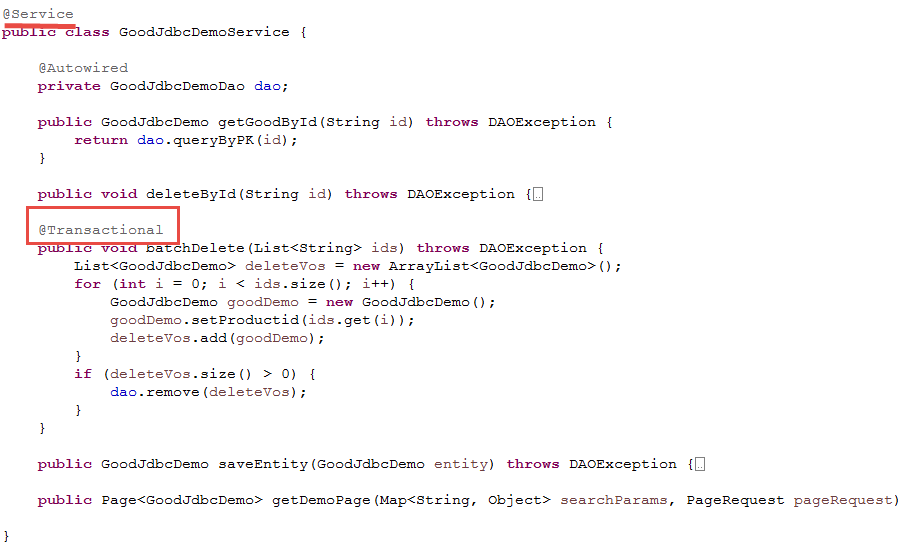 @Service
public class GoodJdbcDemoService {
@Autowired
private GoodJdbcDemoDao dao;
public GoodJdbcDemo getGoodById(String id) throws DAOException {
return dao.queryByPK(id);
}
public void deleteById(String id) throws DAOException {
@Transactional
public void batchDelete(List<String> ids) throws DAOException {
List<GoodJdbcDemo> deleteVos = new ArrayList<GoodJdbcDemo>();
for (int i = 0; i < ids.size(); i++) {
GoodJdbcDemo goodDemo = new GoodJdbcDemo();
goodDemo.setProductid(ids.get(i));
deleteVos.add(goodDemo);
}
if (deleteVos.size() > 0) {
dao.remove(deleteVos);
}
}
public GoodJdbcDemo saveEntity(GoodJdbcDemo entity) throws DAOException {
public Page<GoodJdbcDemo> getDemoPage(Map<String, Object> searchParams, PageRequest pageRequest)
}